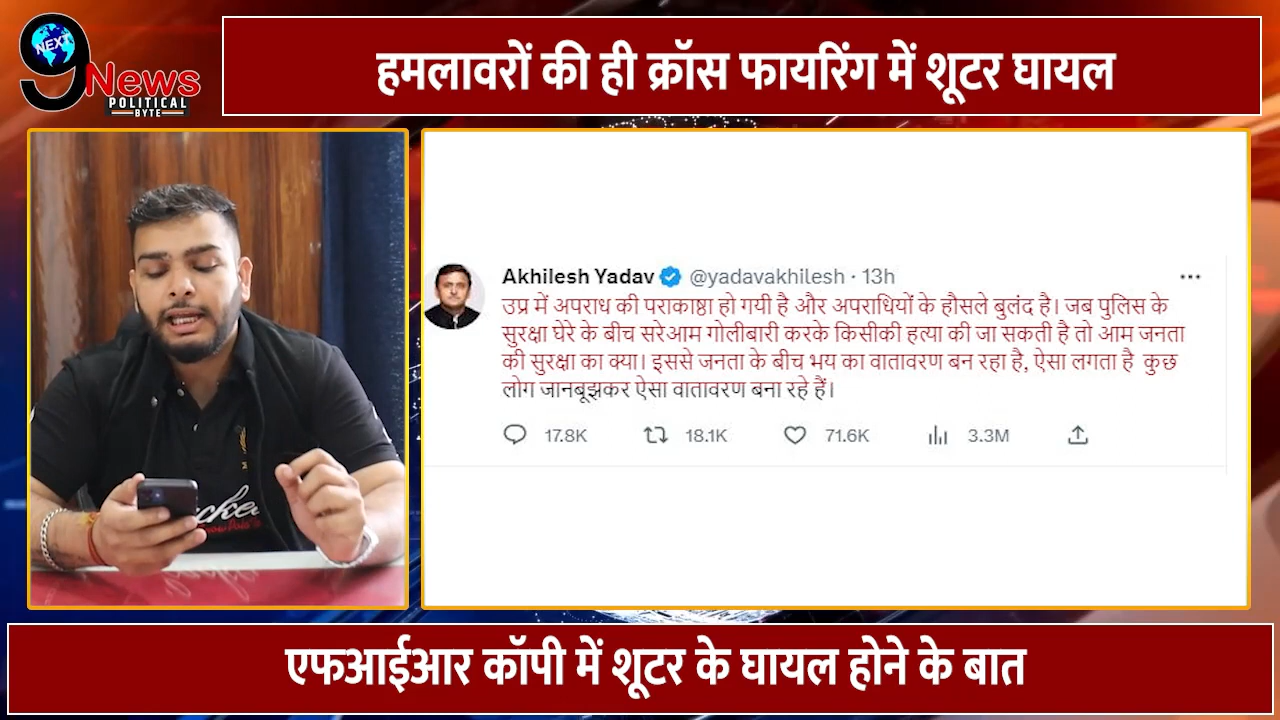 NEXT
9 News
POLITICAL
BYTE
हमलावरों की ही क्रॉस फायरिंग में शूटर घायल
Akhilesh Yadav @yadavakhilesh · 13h
उप्र में अपराध की पराकाष्ठा हो गयी है और अपराधियों के हौसले बुलंद है। जब पुलिस के
सुरक्षा घेरे के बीच सरेआम गोलीबारी करके किसीकी हत्या की जा सकती है तो आम जनता
की सुरक्षा का क्या। इससे जनता के बीच भय का वातावरण बन रहा है, ऐसा लगता है कुछ
लोग जानबूझकर ऐसा वातावरण बना रहे हैं।
17.8K 18.1K 71.6K 3.3M
एफआईआर कॉपी में शूटर के घायल होने के बात